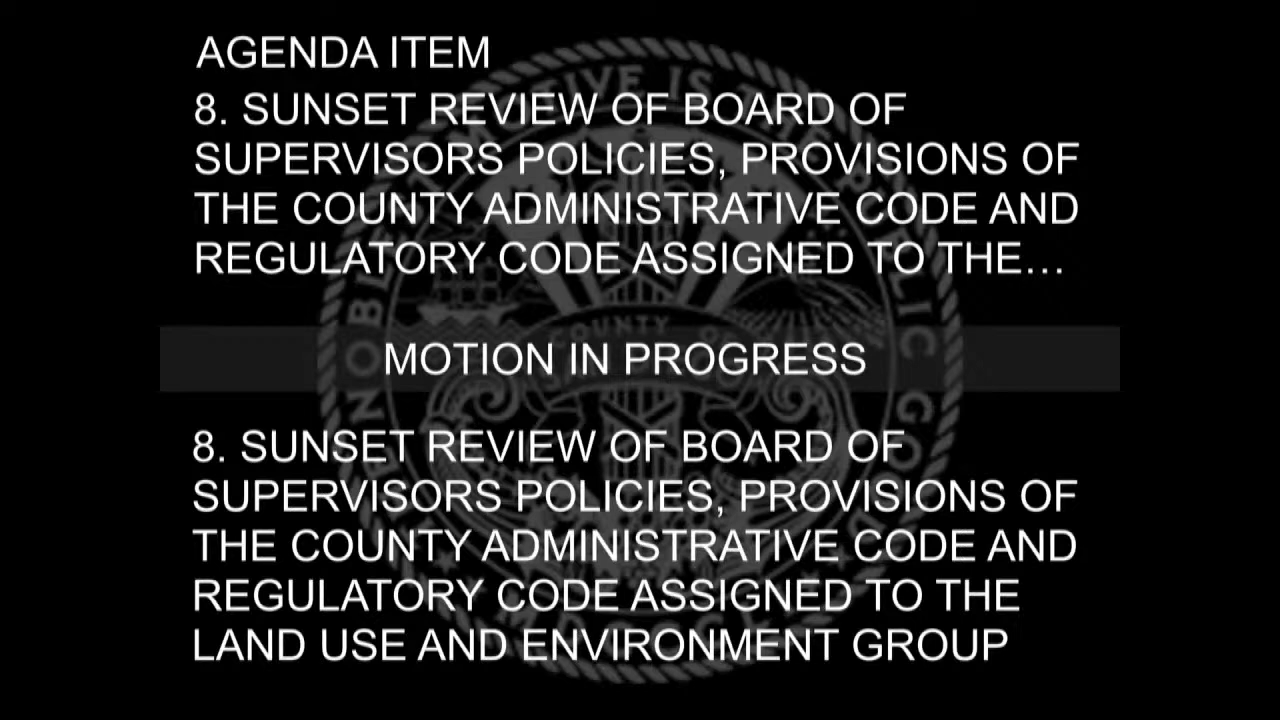 AGENDA ITEM
8. SUNSET REVIEW OF BOARD OF
SUPERVISORS POLICIES, PROVISIONS OF
THE COUNTY ADMINISTRATIVE CODE AND
REGULATORY CODE ASSIGNED TO THE…
MOTION IN PROGRESS
8. SUNSET REVIEW OF BOARD OF
SUPERVISORS POLICIES, PROVISIONS OF
THE COUNTY ADMINISTRATIVE CODE AND
REGULATORY CODE ASSIGNED TO THE
LAND USE AND ENVIRONMENT GROUP